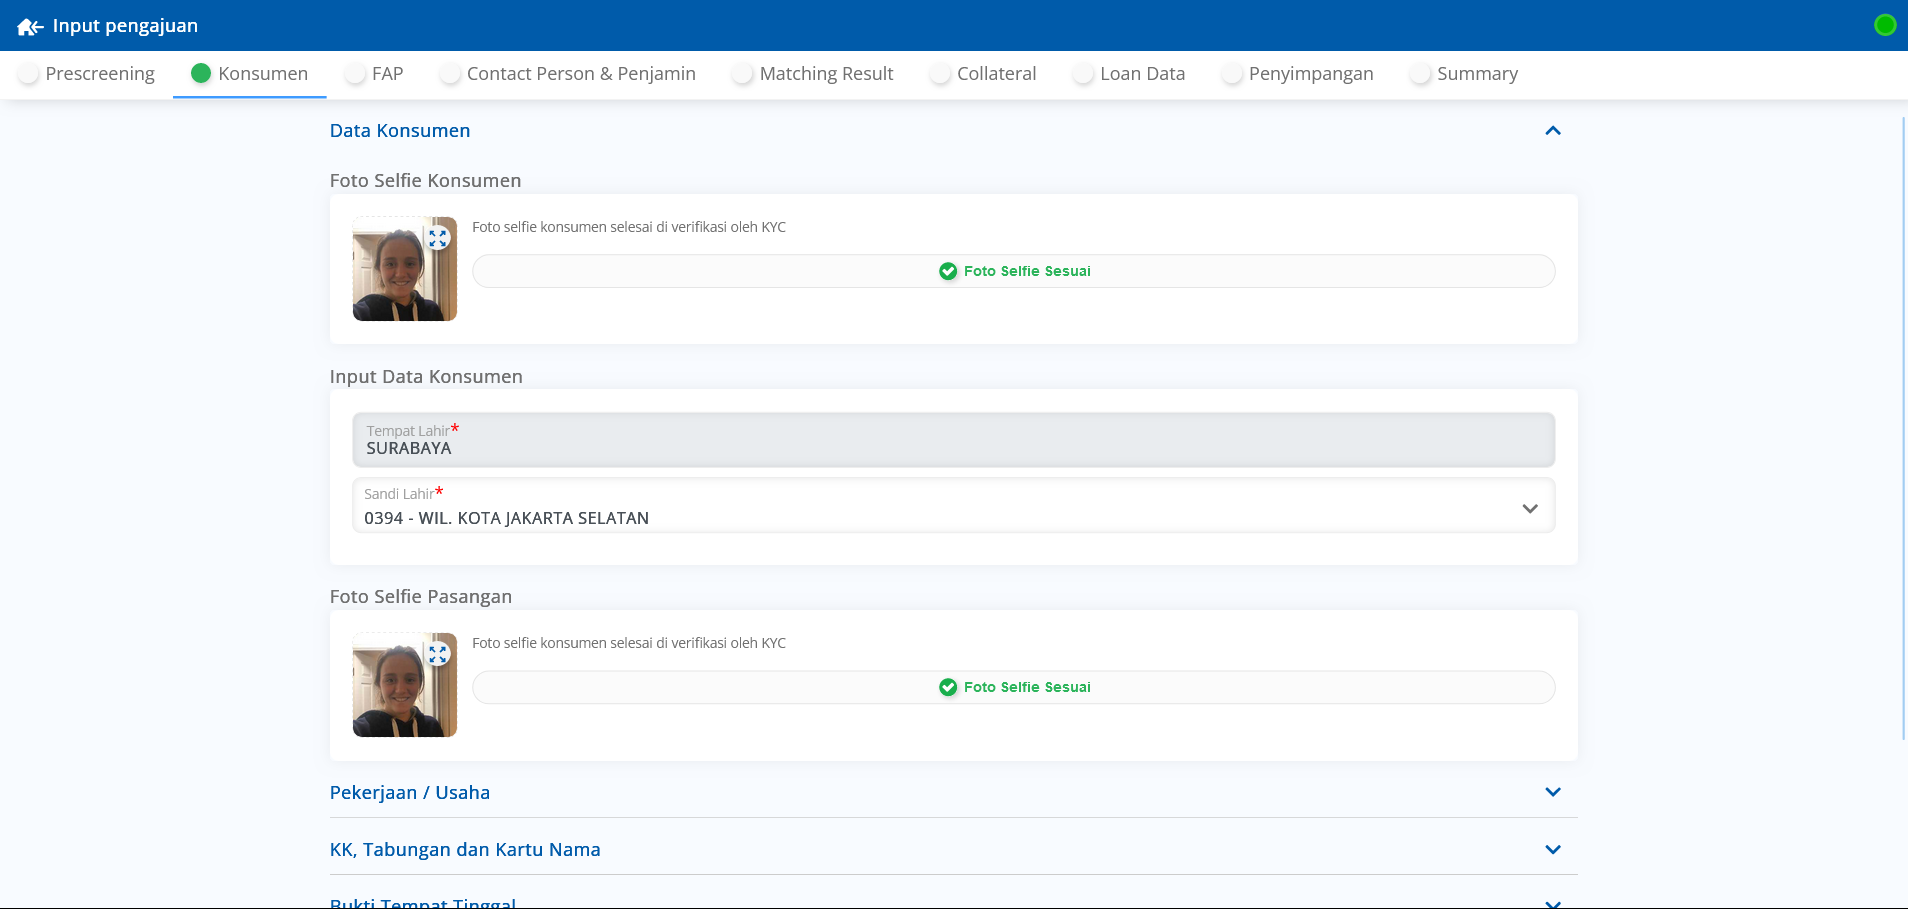 Input pengajuan
Prescreening Konsumen FAP Contact Person & Penjamin Matching Result Collateral Loan Data Penyimpangan Summary
Data Konsumen
Foto Selfie Konsumen
Foto selfie konsumen selesai di verifikasi oleh KYC
Foto Selfie Sesuai
Input Data Konsumen
Tempat Lahir*
SURABAYA
Sandi Lahir*
0394 - WIL. KOTA JAKARTA SELATAN
Foto Selfie Pasangan
Foto selfie konsumen selesai di verifikasi oleh KYC
Foto Selfie Sesuai
Pekerjaan / Usaha
KK, Tabungan dan Kartu Nama
Bukti Tempat Tinggal